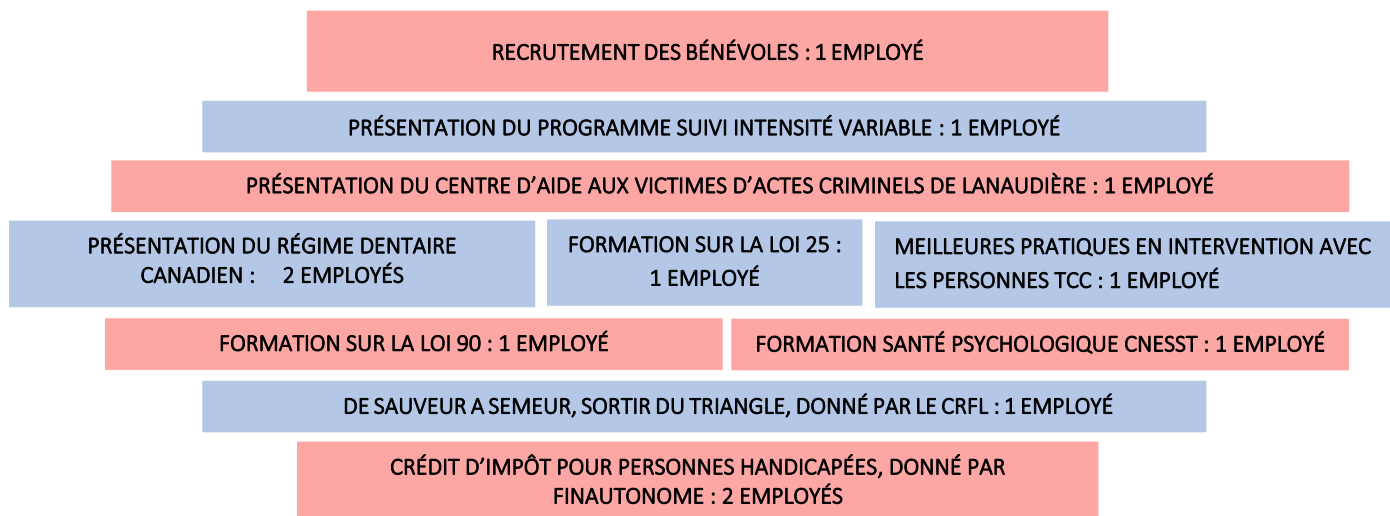 RECRUTEMENT DES BÉNÉVOLES : 1 EMPLOYÉ
PRÉSENTATION DU PROGRAMME SUIVI INTENSITÉ VARIABLE : 1 EMPLOYÉ
PRÉSENTATION DU CENTRE D’AIDE AUX VICTIMES D’ACTES CRIMINELS DE LANAUDIÈRE : 1 EMPLOYÉ
PRÉSENTATION DU RÉGIME DENTAIRE
CANADIEN : 2 EMPLOYÉS
FORMATION SUR LA LOI 25 :
1 EMPLOYÉ
MEILLEURES PRATIQUES EN INTERVENTION AVEC
LES PERSONNES TCC : 1 EMPLOYÉ
FORMATION SUR LA LOI 90 : 1 EMPLOYÉ
FORMATION SANTÉ PSYCHOLOGIQUE CNESST : 1 EMPLOYÉ
DE SAUVEUR A SEMEUR, SORTIR DU TRIANGLE, DONNÉ PAR LE CRFL : 1 EMPLOYÉ
CRÉDIT D’IMPÔT POUR PERSONNES HANDICAPÉES, DONNÉ PAR
FINAUTONOME : 2 EMPLOYÉS